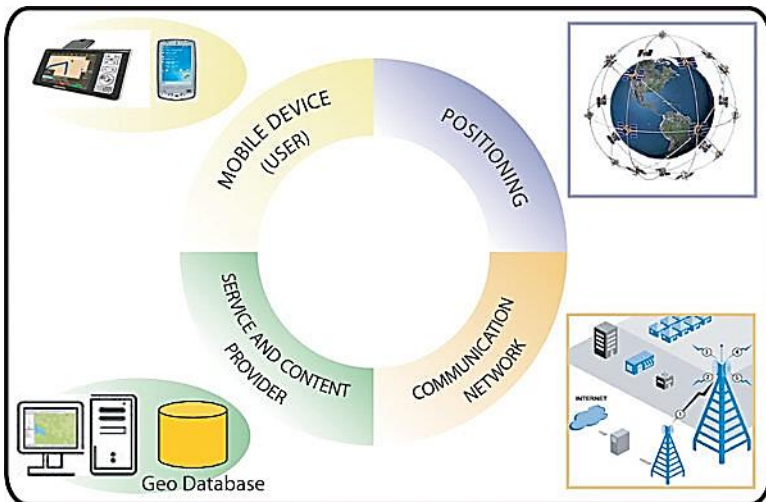 MOBILE DEVICE
(USER)
POSITIONING
SERVICE AND CONTENT
PROVIDER
COMMUNICATION
NETWORK
INTERNET
Geo Database